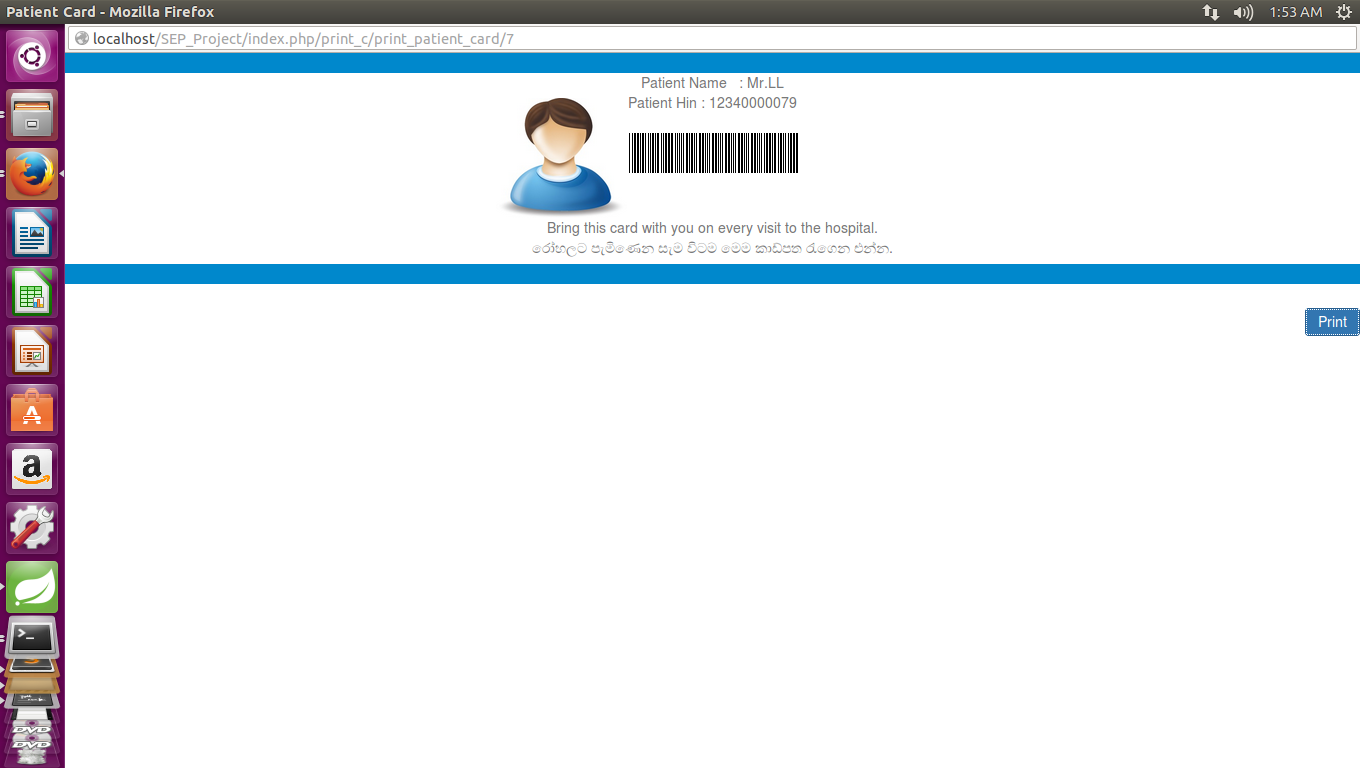 Patient Card - Mozilla Firefox
1:53 AM
localhost/SEP_Project/index.php/print_c/print_patient_card/7
Patient Name : Mr.LL
Patient Hin : 12340000079
Bring this card with you on every visit to the hospital.
රෝහලට පැමිණෙන සැම විටම මෙම කාඩ්පත රැගෙන එන්න.
Print
DVD
DVD